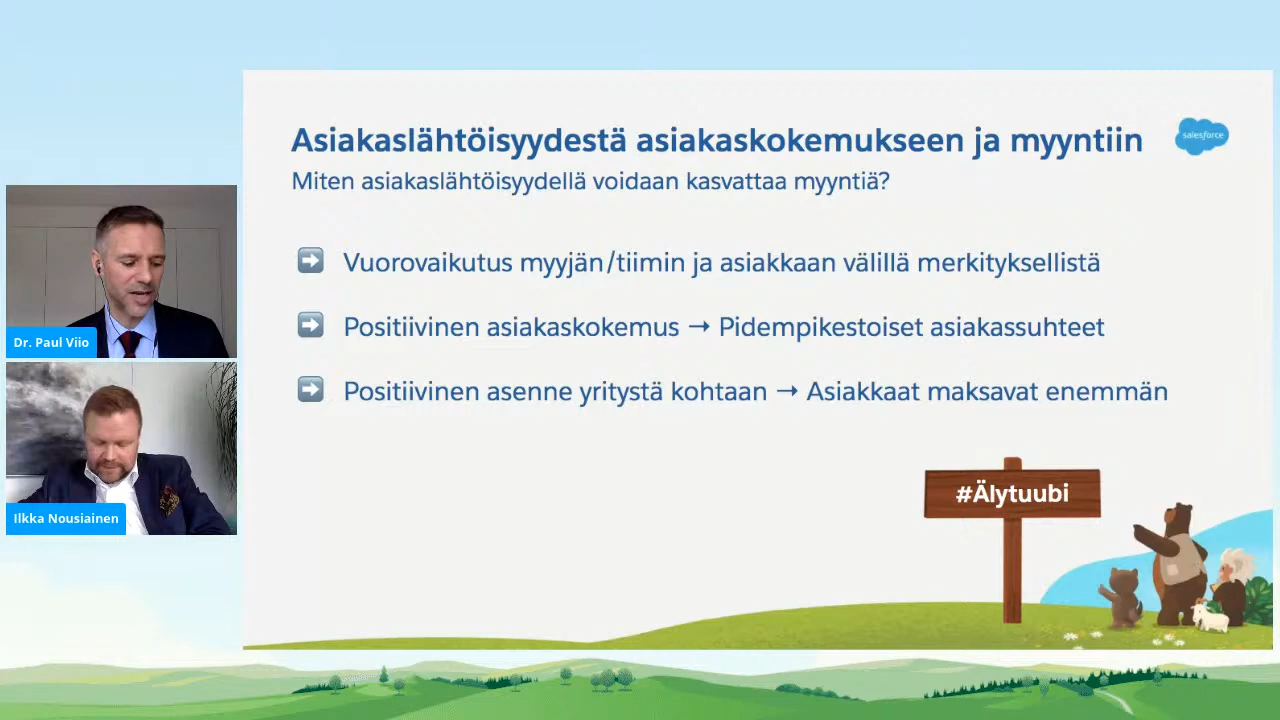 Asiakaslähtöisyydestä asiakaskokemukseen ja myyntiin
salesforce
Miten asiakaslähtöisyydellä voidaan kasvattaa myyntiä?
Vuorovaikutus myyjän/tiimin ja asiakkaan välillä merkityksellistä
Positiivinen asiakaskokemus → Pidempikestoiset asiakassuhteet
Positiivinen asenne yritystä kohtaan → Asiakkaat maksavat enemmän
#Älytuubi
Dr. Paul Viio
Ilkka Nousiainen